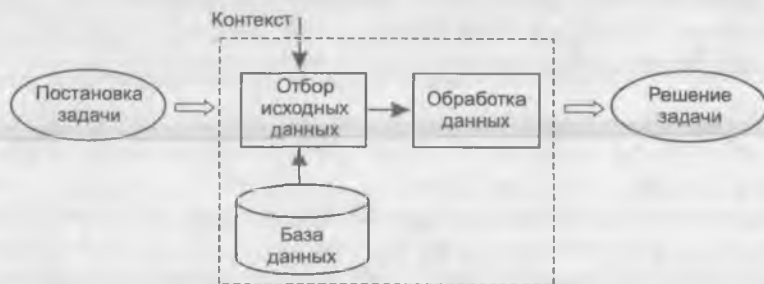 Контекст
Постановка
задачи
Отбор
исходных
данных
Обработка
данных
Решение
задачи
База
данных